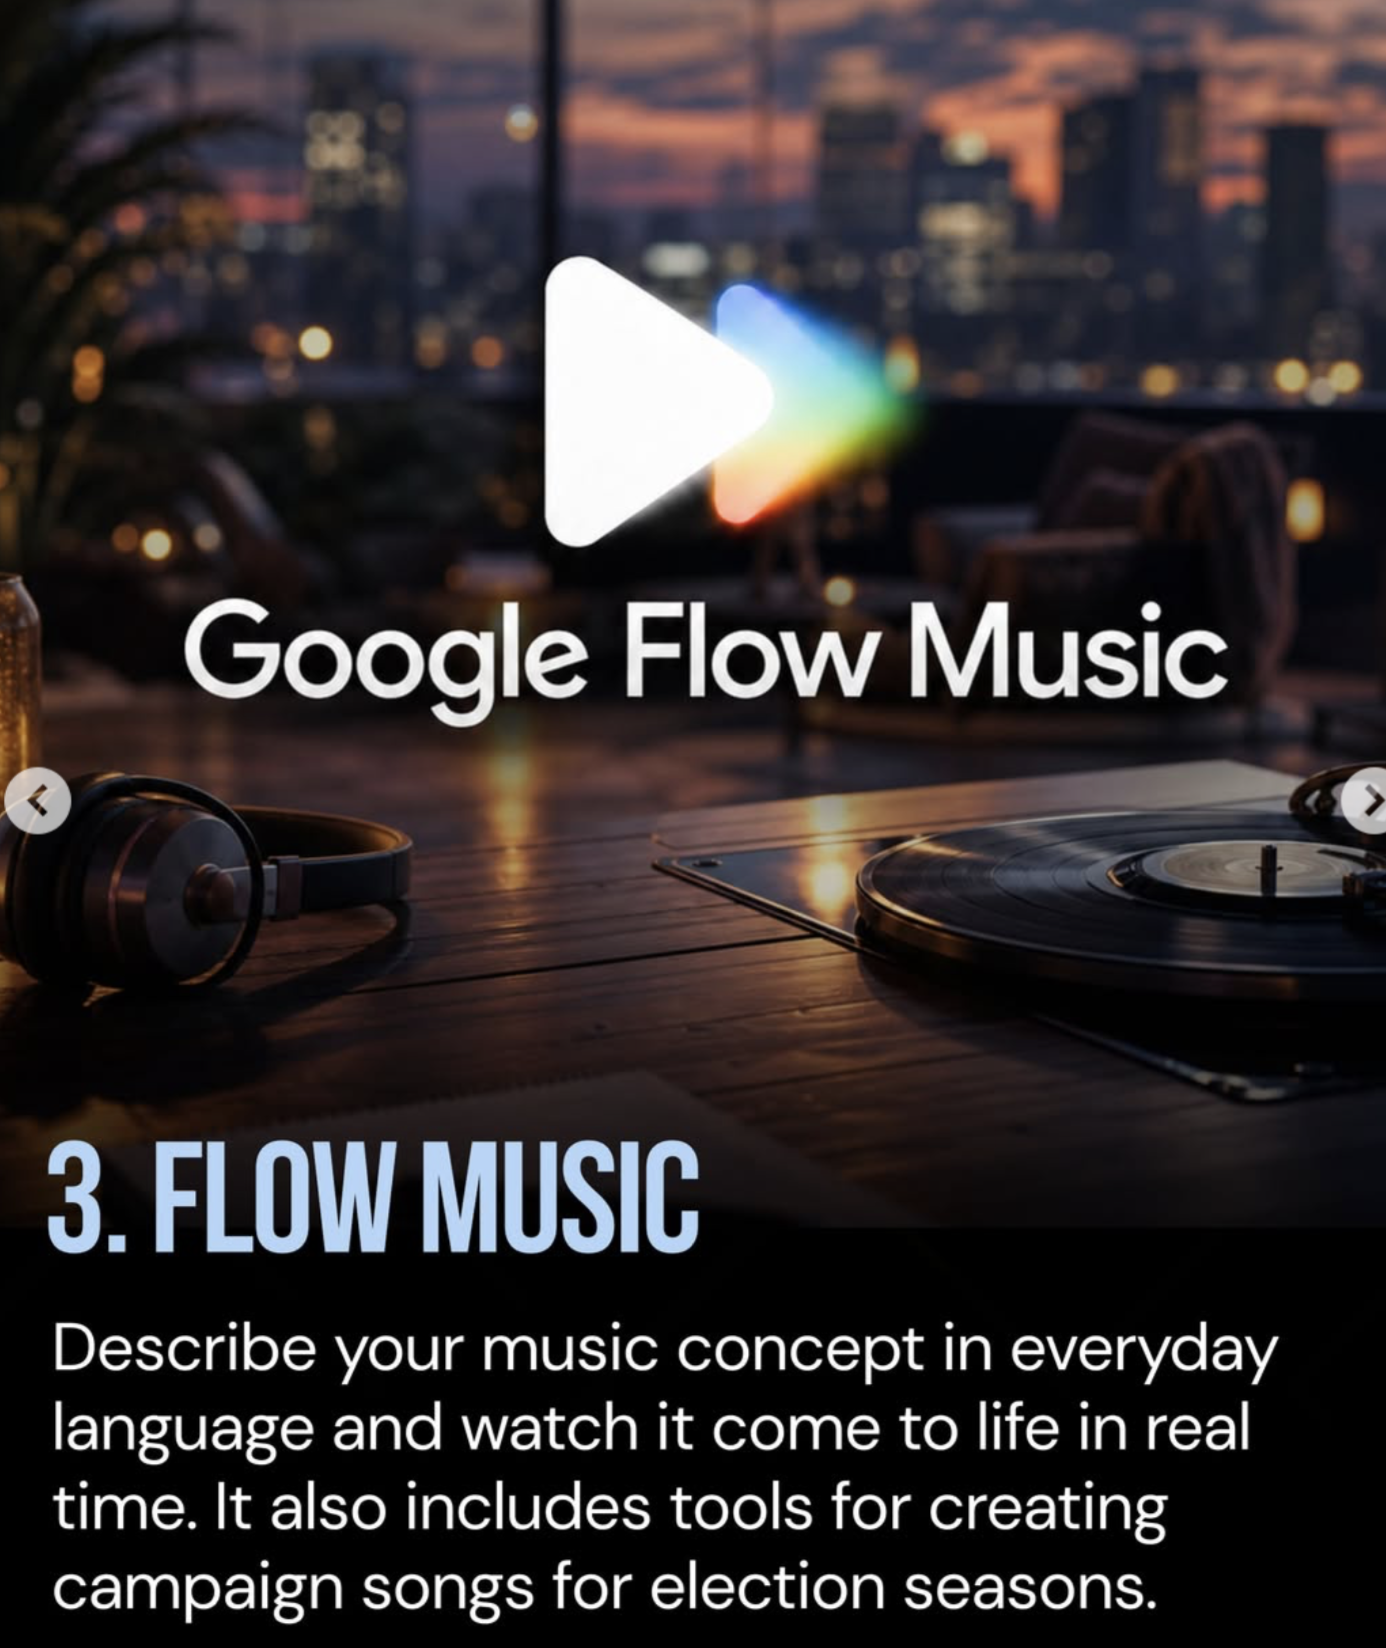 Google Flow Music
3. FLOW MUSIC
Describe your music concept in everyday
language and watch it come to life in real
time. It also includes tools for creating
campaign songs for election seasons.